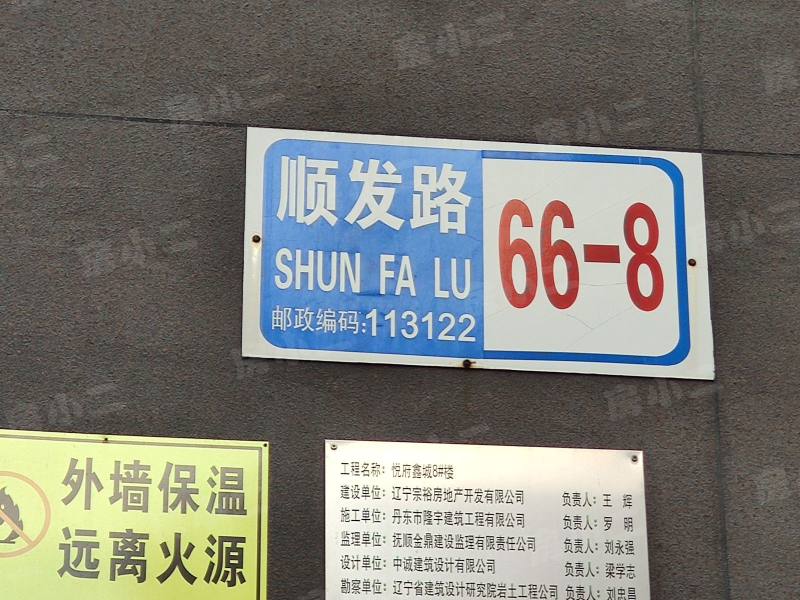 顺发路
SHUN FA LU
邮政编码:113122
66-8
外墙保温
远离火源
工程名称：悦府鑫城8#楼
建设单位：辽宁宗裕房地产开发有限公司 负责人：王 辉
施工单位：丹东市隆宇建筑工程有限公司 负责人：罗 明
监理单位：抚顺金鼎建设监理有限责任公司 负责人：刘永强
设计单位：中诚建筑设计有限公司 负责人：梁学志
勘察单位：辽宁省建筑设计研究院岩土工程公司 负责人：刘忠昌